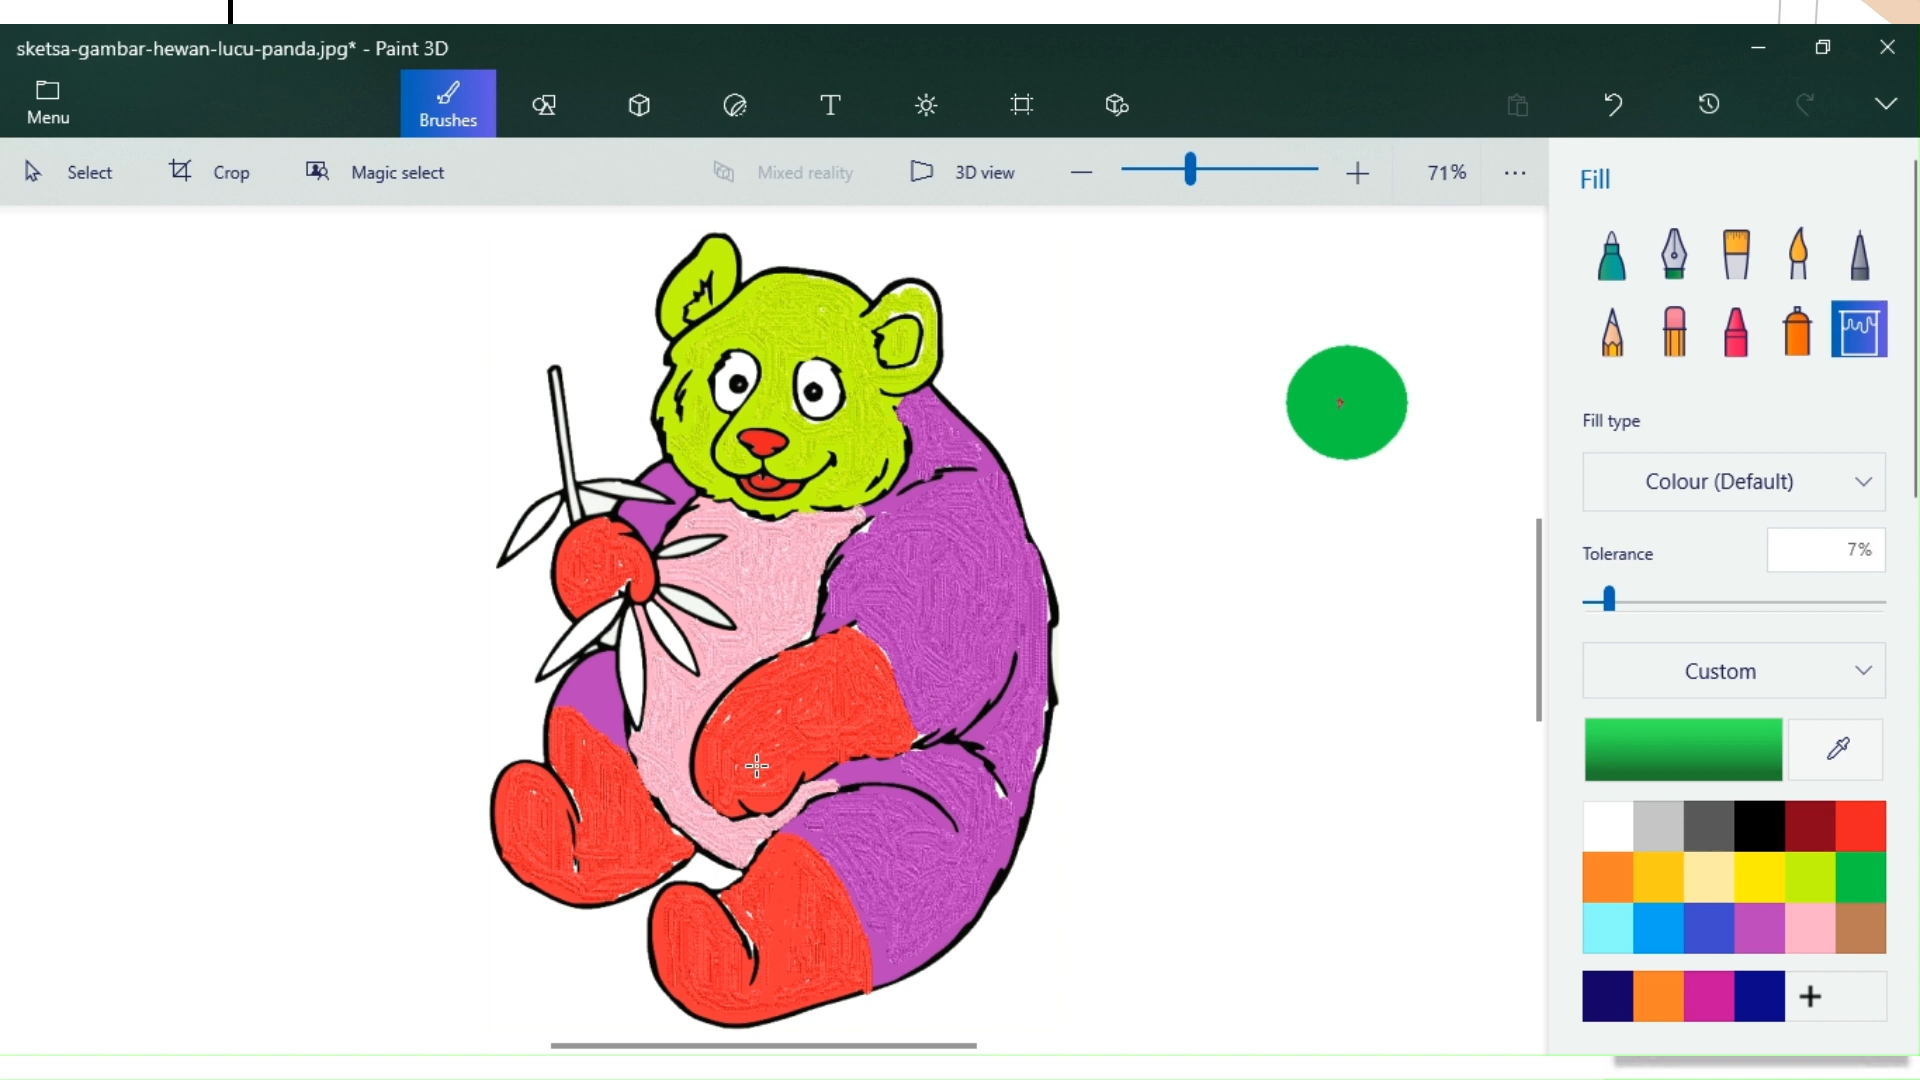 sketsa-gambar-hewan-lucu-panda.jpg* - Paint 3D
Menu
Brushes
T
Select
Crop
Magic select
Mixed reality
3D view
71%
Fill
Fill type
Colour (Default)
Tolerance
7%
Custom